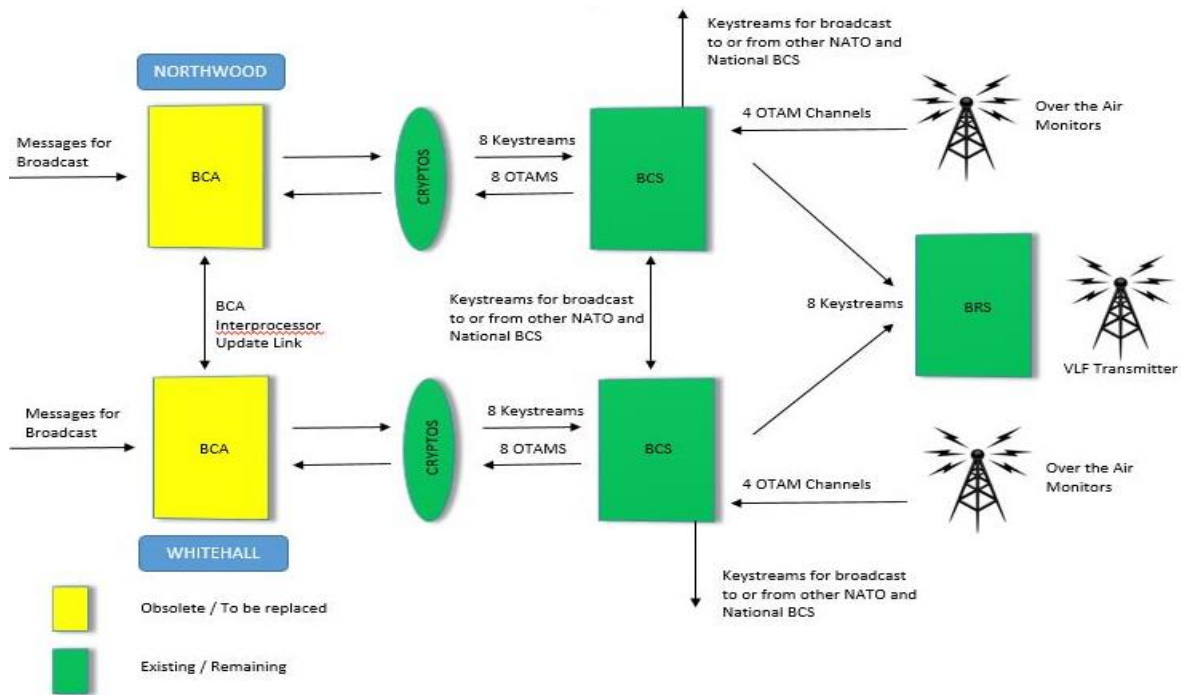 Keystreams for broadcast
to or from other NATO and
National BCS
NORTHWOOD
4 OTAM Channels
Over the Air
Monitors
Messages for
Broadcast
BCA
CRYPTOS
8 Keystreams
8 OTAMS
BCS
BCA
Interprocessor
Update Link
Keystreams for broadcast
to or from other NATO and
National BCS
8 Keystreams
BRS
VLF Transmitter
Messages for
Broadcast
BCA
CRYPTOS
8 Keystreams
8 OTAMS
BCS
4 OTAM Channels
Over the Air
Monitors
WHITEHALL
Keystreams for broadcast
to or from other NATO and
National BCS
Obsolete / To be replaced
Existing / Remaining